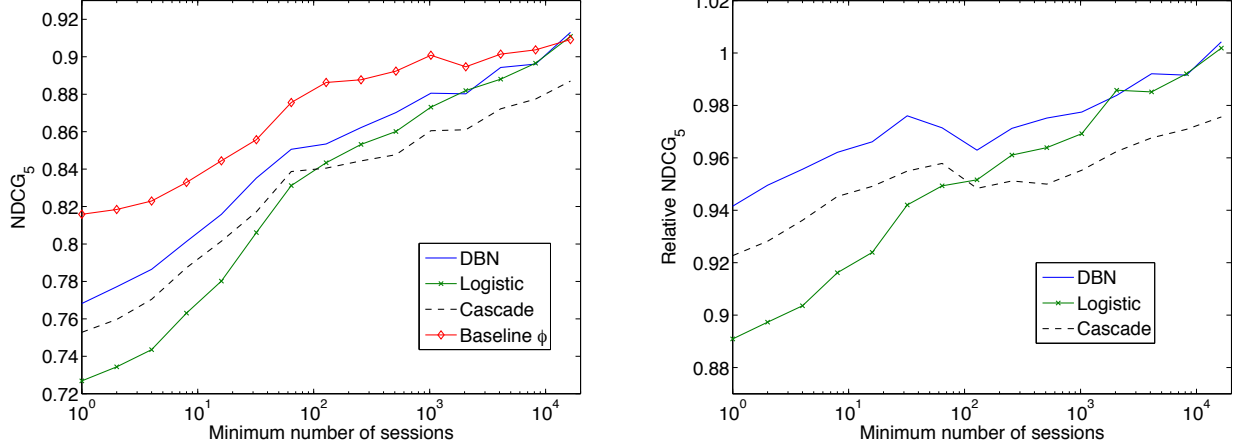 0.92
0.9
0.88
0.86
0.84
0.82
0.8
0.78
0.76
0.74
0.72
NDCG5
DBN
Logistic
Cascade
Baseline ϕ
10^0 10^1 10^2 10^3 10^4
Minimum number of sessions
1.02
1
0.98
0.96
0.94
0.92
0.9
0.88
Relative NDCG5
DBN
Logistic
Cascade
10^0 10^1 10^2 10^3 10^4
Minimum number of sessions